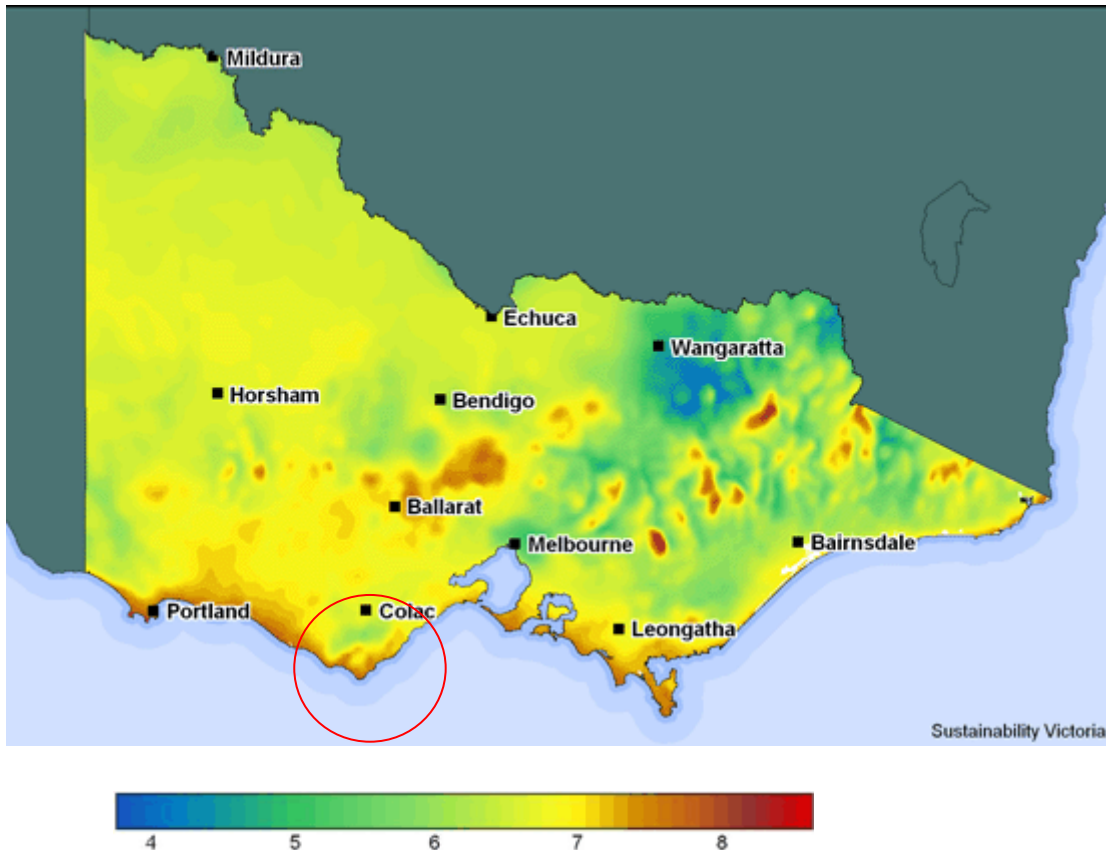 Mildura
Echuca
Wangaratta
Horsham
Bendigo
Ballarat
Melbourne
Bairnsdale
Portland
Colac
Leongatha
Sustainability Victoria
4 5 6 7 8